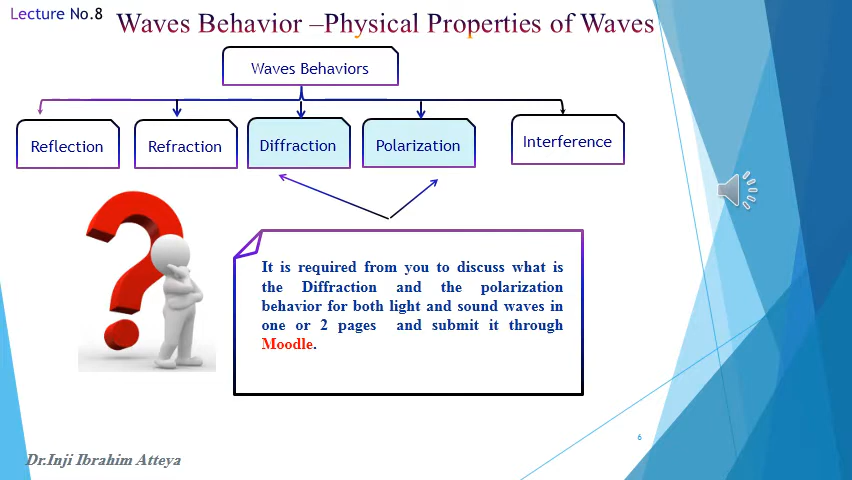 Lecture No.8
Waves Behavior –Physical Properties of Waves
Waves Behaviors
Reflection
Refraction
Diffraction
Polarization
Interference
It is required from you to discuss what is
the Diffraction and the polarization
behavior for both light and sound waves in
one or 2 pages and submit it through
Moodle.
6
Dr.Inji Ibrahim Atteya